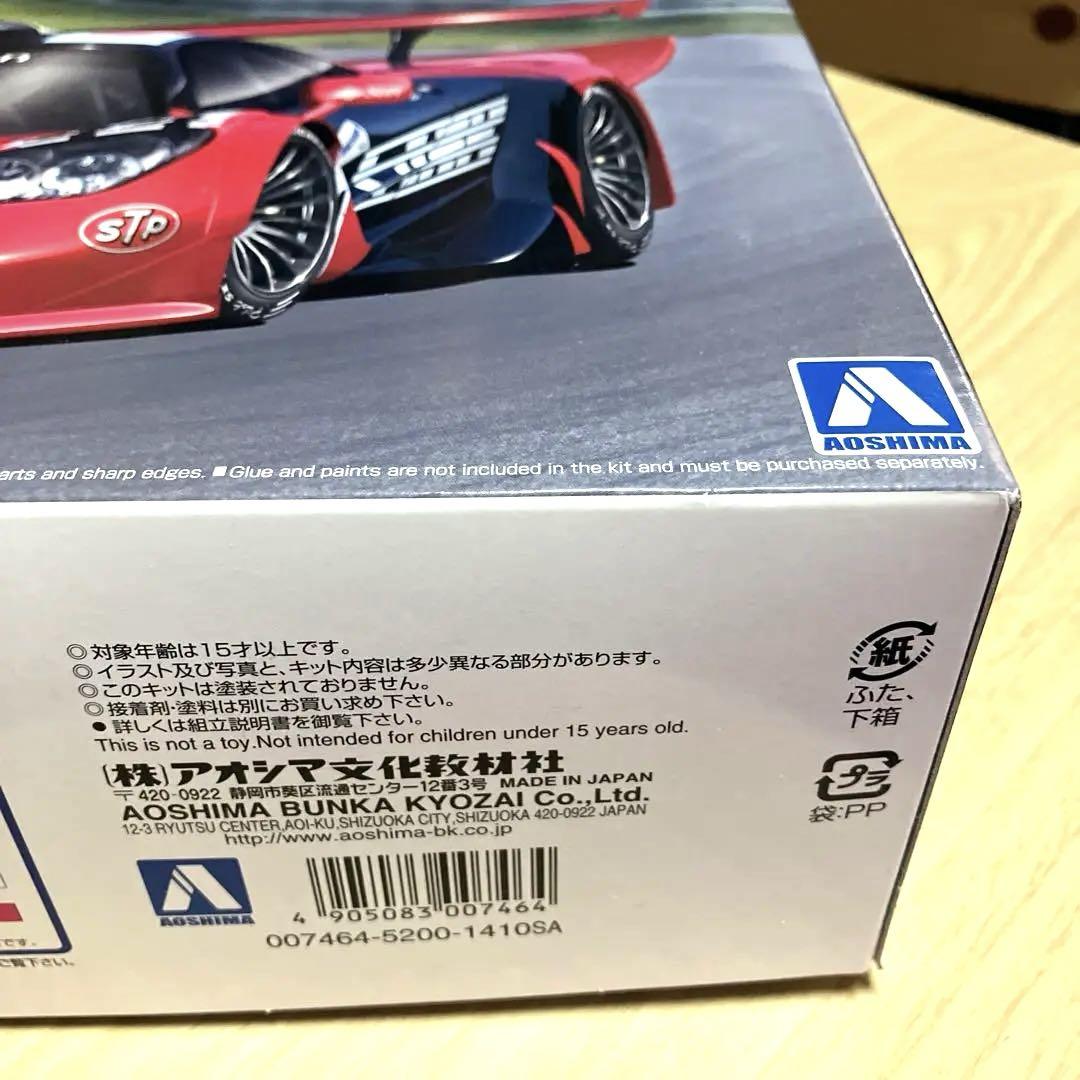 STP
AOSHIMA
arts and sharp edges. ■Glue and paints are not included in the kit and must be purchased separately.
◎対象年齢は15才以上です。
◎イラスト及び写真と、キット内容は多少異なる部分があります。
◎このキットは塗装されておりません。
◎接着剤・塗料は別にお買い求め下さい。
●詳しくは組立説明書を御覧下さい。
This is not a toy.Not intended for children under 15 years old.
(株)アオシマ文化教材社
〒420-0922 静岡市葵区流通センター12番3号 MADE IN JAPAN
AOSHIMA BUNKA KYOZAI Co.,Ltd.
12-3 RYUTSU CENTER,AOI-KU,SHIZUOKA CITY,SHIZUOKA 420-0922 JAPAN
http://www.aoshima-bk.co.jp
AOSHIMA
4 905083 007464
007464-5200-1410SA
紙
ふた、
下箱
プラ
袋:PP
です。
ご覧下さい。